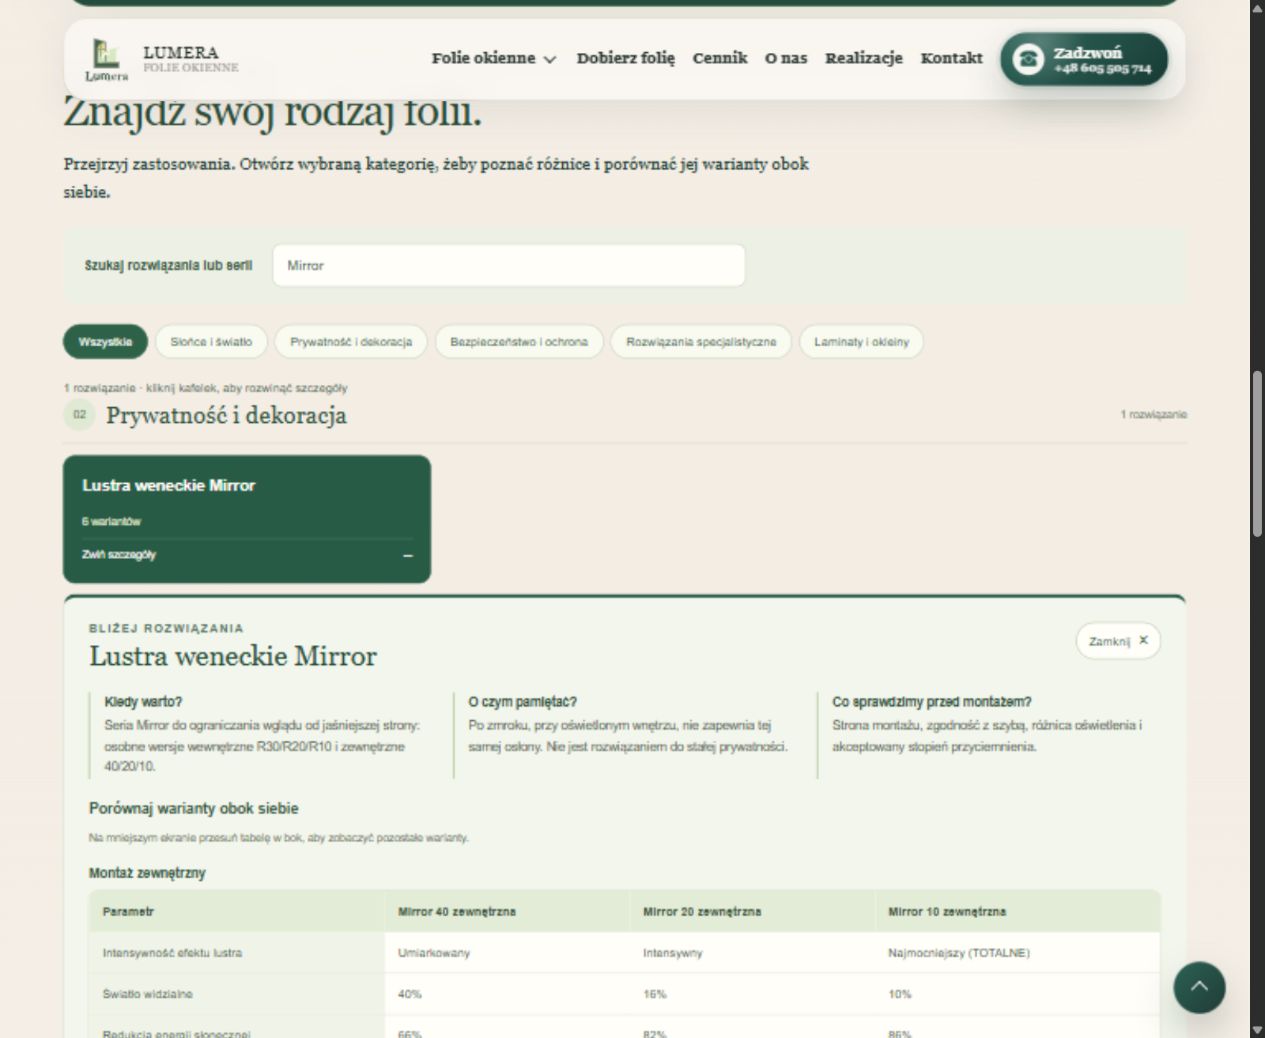 Lumera
LUMERA
FOLIE OKIENNE
Folie okienne
Dobierz folię
Cennik
O nas
Realizacje
Kontakt
Zadzwoń
+48 605 505 714
Znajdź swój rodzaj folii.
Przejrzyj zastosowania. Otwórz wybraną kategorię, żeby poznać różnice i porównać jej warianty obok
siebie.
Szukaj rozwiązania lub serii
Mirror
Wszystkie
Słońce i światło
Prywatność i dekoracja
Bezpieczeństwo i ochrona
Rozwiązania specjalistyczne
Laminaty i okleiny
1 rozwiązanie · kliknij kafelek, aby rozwinąć szczegóły
02
Prywatność i dekoracja
1 rozwiązanie
Lustra weneckie Mirror
6 wariantów
Zwiń szczegóły –
BLIŻEJ ROZWIĄZANIA
Lustra weneckie Mirror
Zamknij ×
Kiedy warto?
Seria Mirror do ograniczania wglądu od jaśniejszej strony:
osobne wersje wewnętrzne R30/R20/R10 i zewnętrzne
40/20/10.
O czym pamiętać?
Po zmroku, przy oświetlonym wnętrzu, nie zapewnia tej
samej osłony. Nie jest rozwiązaniem do stałej prywatności.
Co sprawdzimy przed montażem?
Strona montażu, zgodność z szybą, różnica oświetlenia i
akceptowany stopień przyciemnienia.
Porównaj warianty obok siebie
Na mniejszym ekranie przesuń tabelę w bok, aby zobaczyć pozostałe warianty.
Montaż zewnętrzny
Parametr Mirror 40 zewnętrzna Mirror 20 zewnętrzna Mirror 10 zewnętrzna
Intensywność efektu lustra Umiarkowany Intensywny Najmocniejszy (TOTALNE)
Światło widzialne 40% 16% 10%
Redukcja energii słonecznej 66% 82% 86%